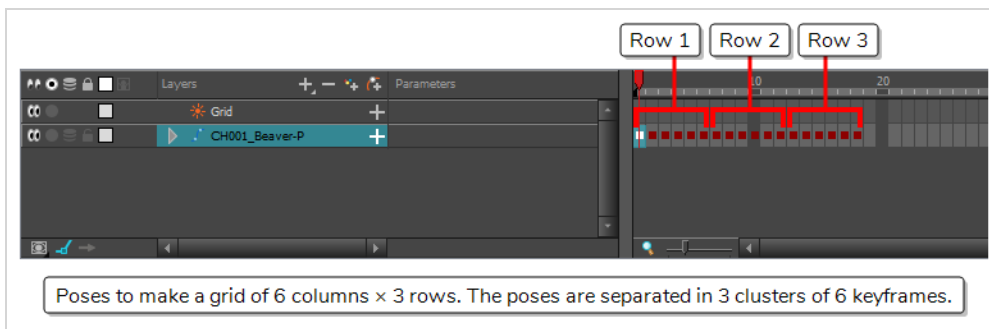 Row 1 Row 2 Row 3
Layers Parameters 10 20
Grid
CH001_Beaver-P
Poses to make a grid of 6 columns × 3 rows. The poses are separated in 3 clusters of 6 keyframes.